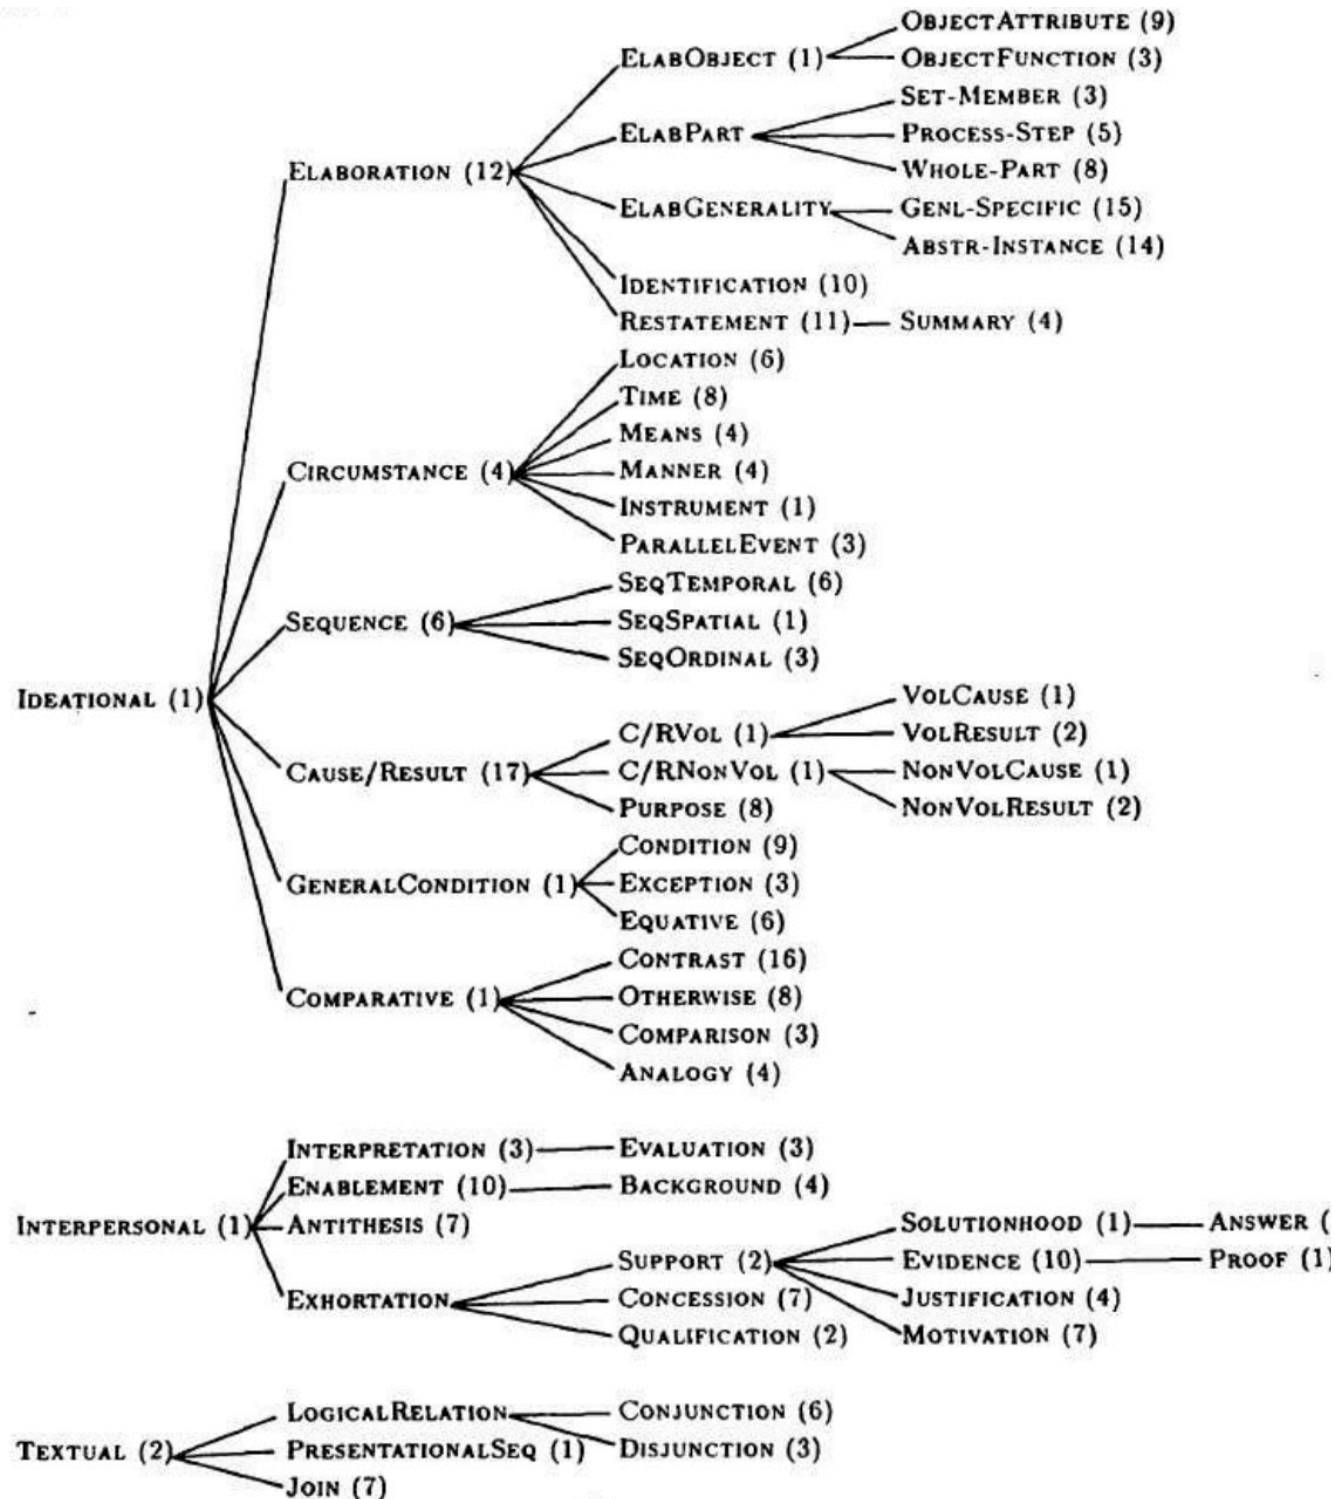 OBJECTATTRIBUTE (9)
ELABOBJECT (1) OBJECTFUNCTION (3)
SET-MEMBER (3)
ELABPART PROCESS-STEP (5)
ELABORATION (12) WHOLE-PART (8)
ELABGENERALITY GENL-SPECIFIC (15)
ABSTR-INSTANCE (14)
IDENTIFICATION (10)
RESTATEMENT (11) SUMMARY (4)
LOCATION (6)
TIME (8)
MEANS (4)
CIRCUMSTANCE (4) MANNER (4)
INSTRUMENT (1)
PARALLELEVENT (3)
SEQTEMPORAL (6)
SEQUENCE (6) SEQSPATIAL (1)
SEQORDINAL (3)
IDEATIONAL (1) VOLCAUSE (1)
C/RVOL (1) VOLRESULT (2)
CAUSE/RESULT (17) C/RNONVOL (1) NONVOLCAUSE (1)
PURPOSE (8) NONVOLRESULT (2)
CONDITION (9)
GENERALCONDITION (1) EXCEPTION (3)
EQUATIVE (6)
CONTRAST (16)
COMPARATIVE (1) OTHERWISE (8)
COMPARISON (3)
ANALOGY (4)
INTERPRETATION (3) EVALUATION (3)
ENABLEMENT (10) BACKGROUND (4)
INTERPERSONAL (1) ANTITHESIS (7) SOLUTIONHOOD (1) ANSWER (
SUPPORT (2) EVIDENCE (10) PROOF (1)
EXHORTATION CONCESSION (7) JUSTIFICATION (4)
QUALIFICATION (2) MOTIVATION (7)
LOGICALRELATION CONJUNCTION (6)
TEXTUAL (2) PRESENTATIONALSEQ (1) DISJUNCTION (3)
JOIN (7)